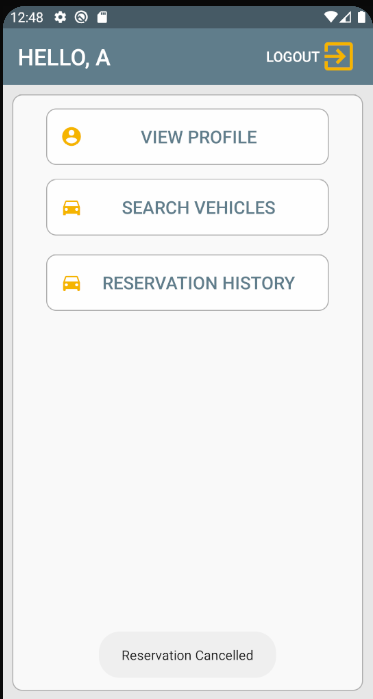 12:48
HELLO, A
LOGOUT
VIEW PROFILE
SEARCH VEHICLES
RESERVATION HISTORY
Reservation Cancelled